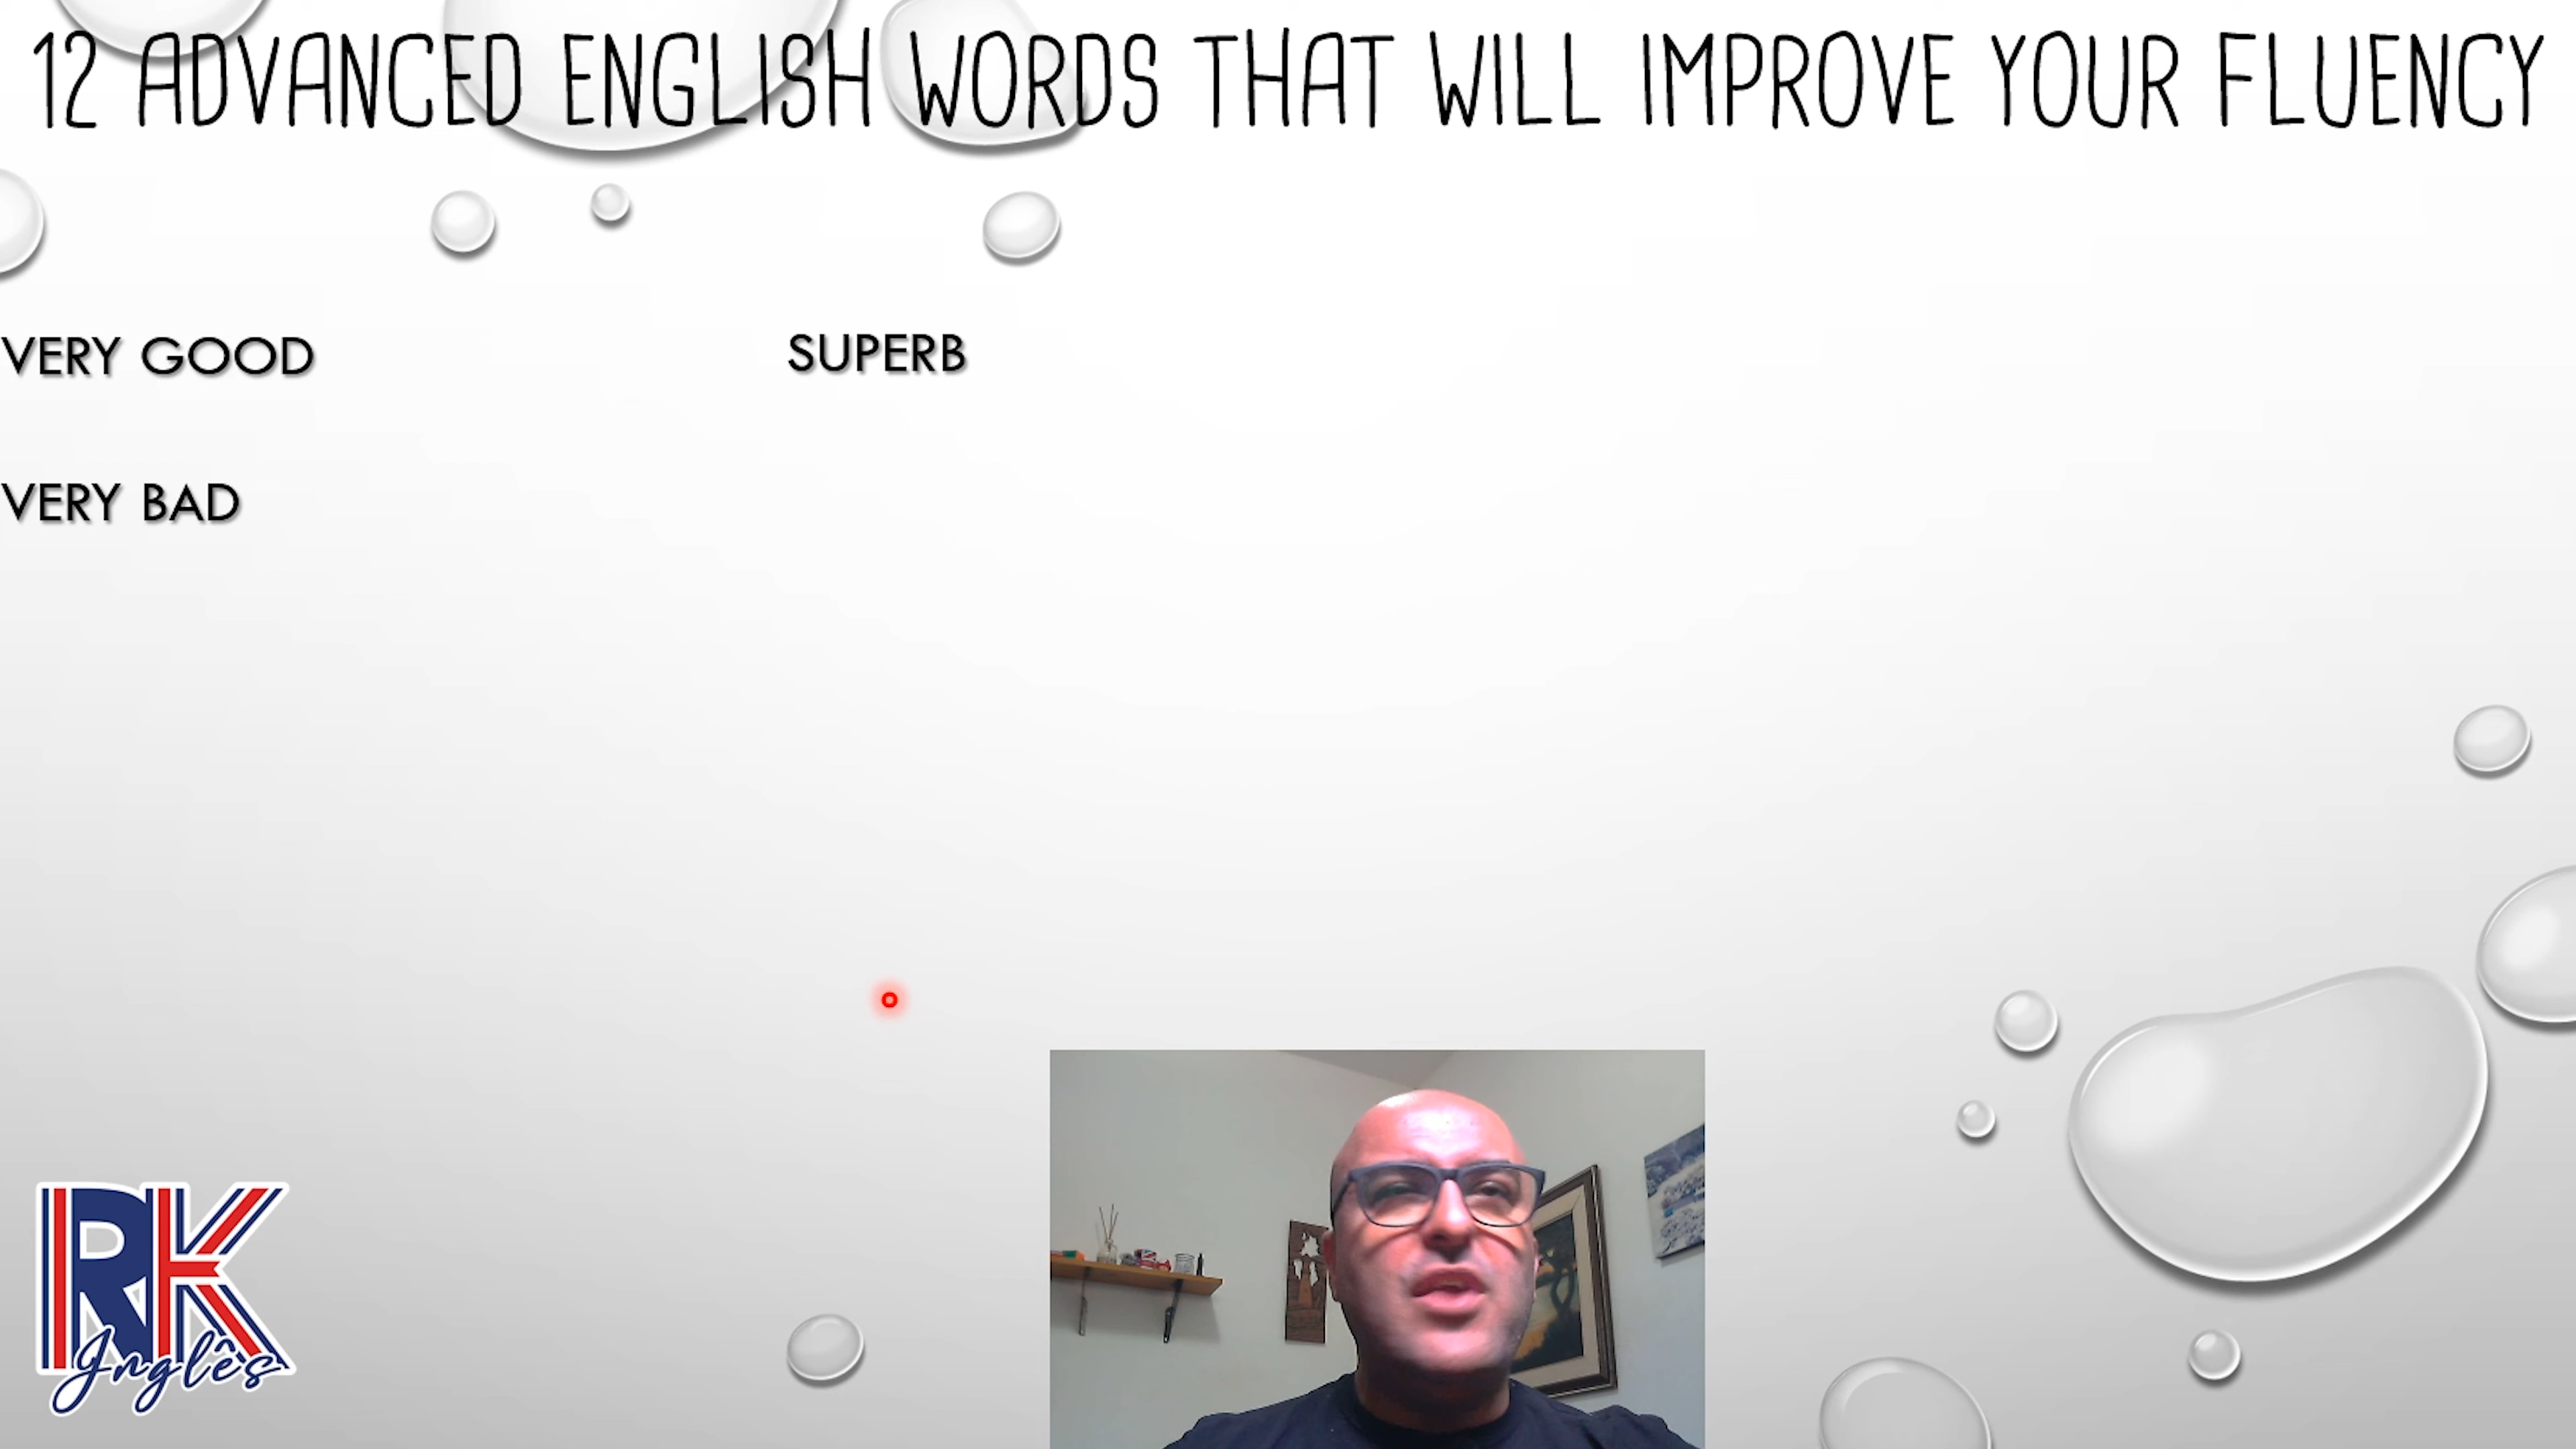 12 ADVANCED ENGLISH WORDS THAT WILL IMPROVE YOUR FLUENCY
VERY GOOD
SUPERB
VERY BAD
RK
Inglês